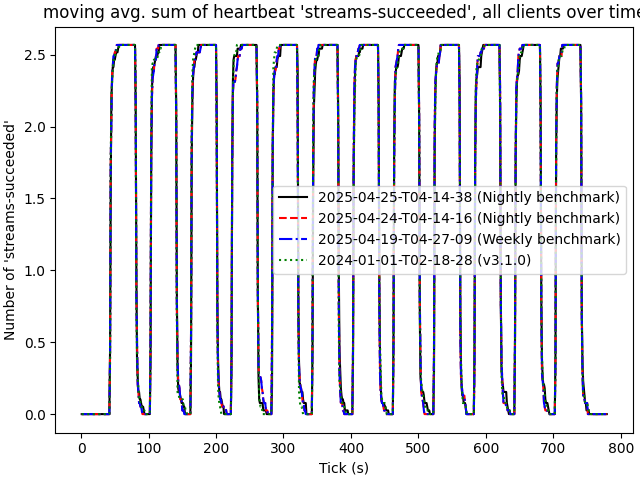 moving avg. sum of heartbeat 'streams-succeeded', all clients over time
2.5
2.0
1.5
1.0
0.5
0.0
Number of 'streams-succeeded'
2025-04-25-T04-14-38 (Nightly benchmark)
2025-04-24-T04-14-16 (Nightly benchmark)
2025-04-19-T04-27-09 (Weekly benchmark)
2024-01-01-T02-18-28 (v3.1.0)
0 100 200 300 400 500 600 700 800
Tick (s)